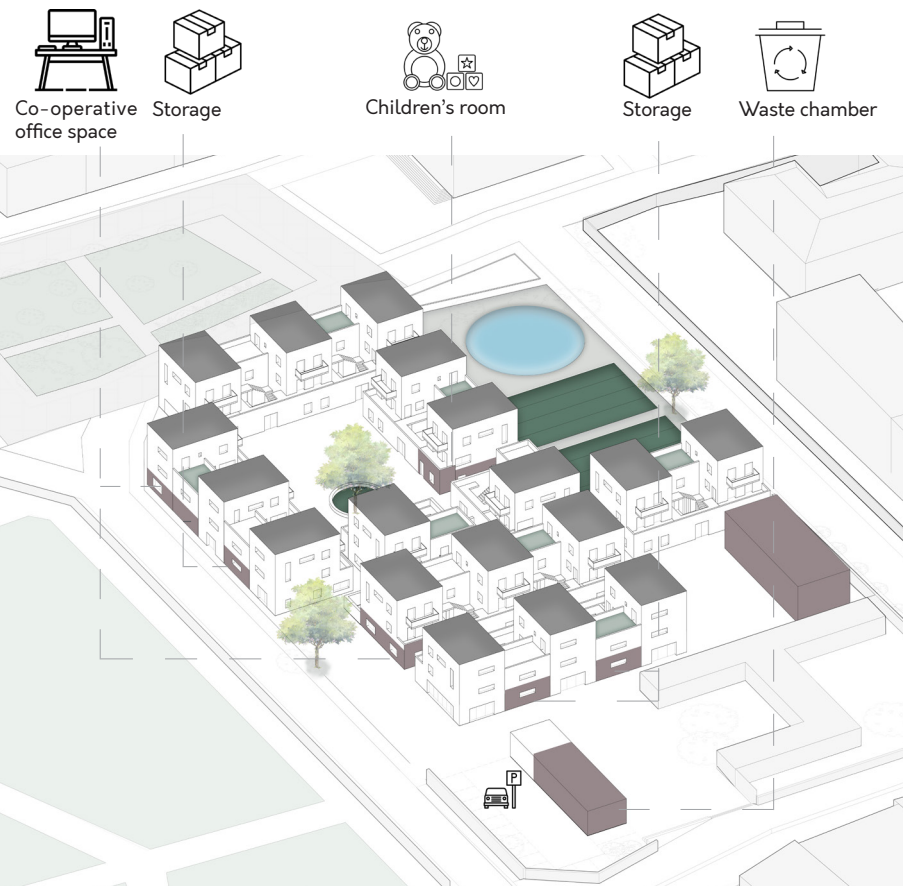 Co-operative
office space
Storage
Children's room
Storage
Waste chamber
P